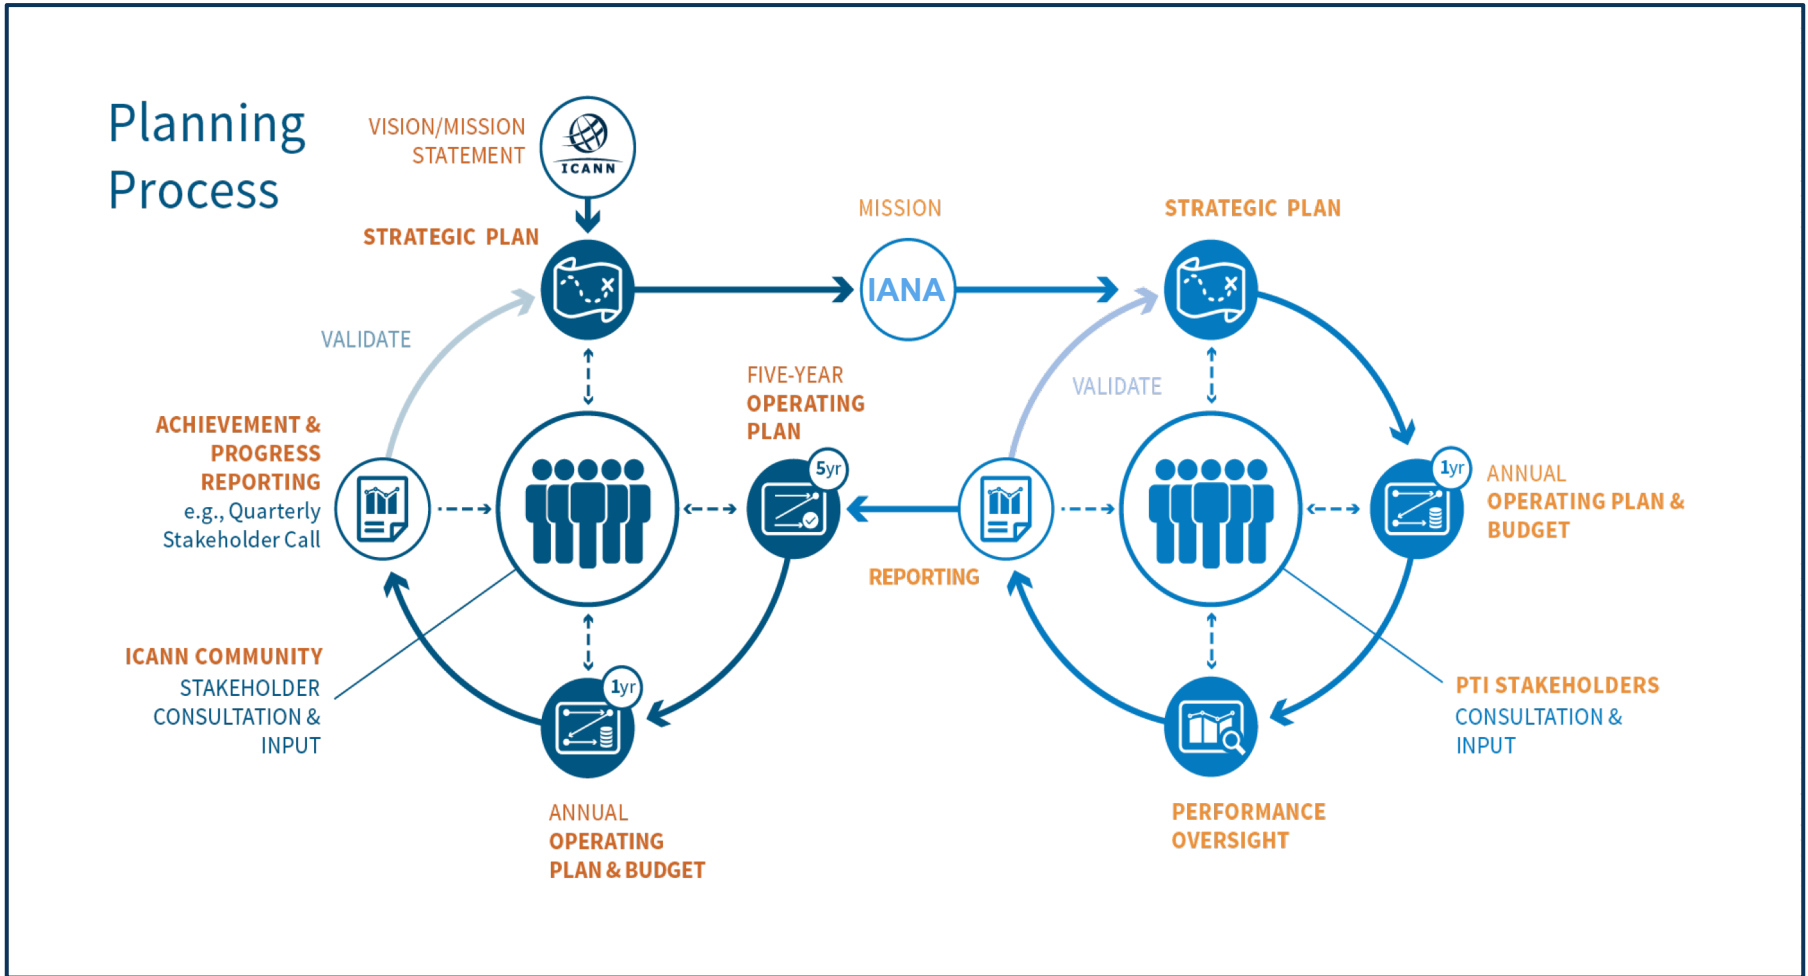 Planning
Process
VISION/MISSION
STATEMENT
ICANN
STRATEGIC PLAN
MISSION
IANA
STRATEGIC PLAN
VALIDATE
FIVE-YEAR
OPERATING
PLAN
5yr
VALIDATE
ACHIEVEMENT &
PROGRESS
REPORTING
e.g., Quarterly
Stakeholder Call
1yr
ANNUAL
OPERATING PLAN &
BUDGET
REPORTING
ICANN COMMUNITY
STAKEHOLDER
CONSULTATION &
INPUT
1yr
ANNUAL
OPERATING
PLAN & BUDGET
PTI STAKEHOLDERS
CONSULTATION &
INPUT
PERFORMANCE
OVERSIGHT